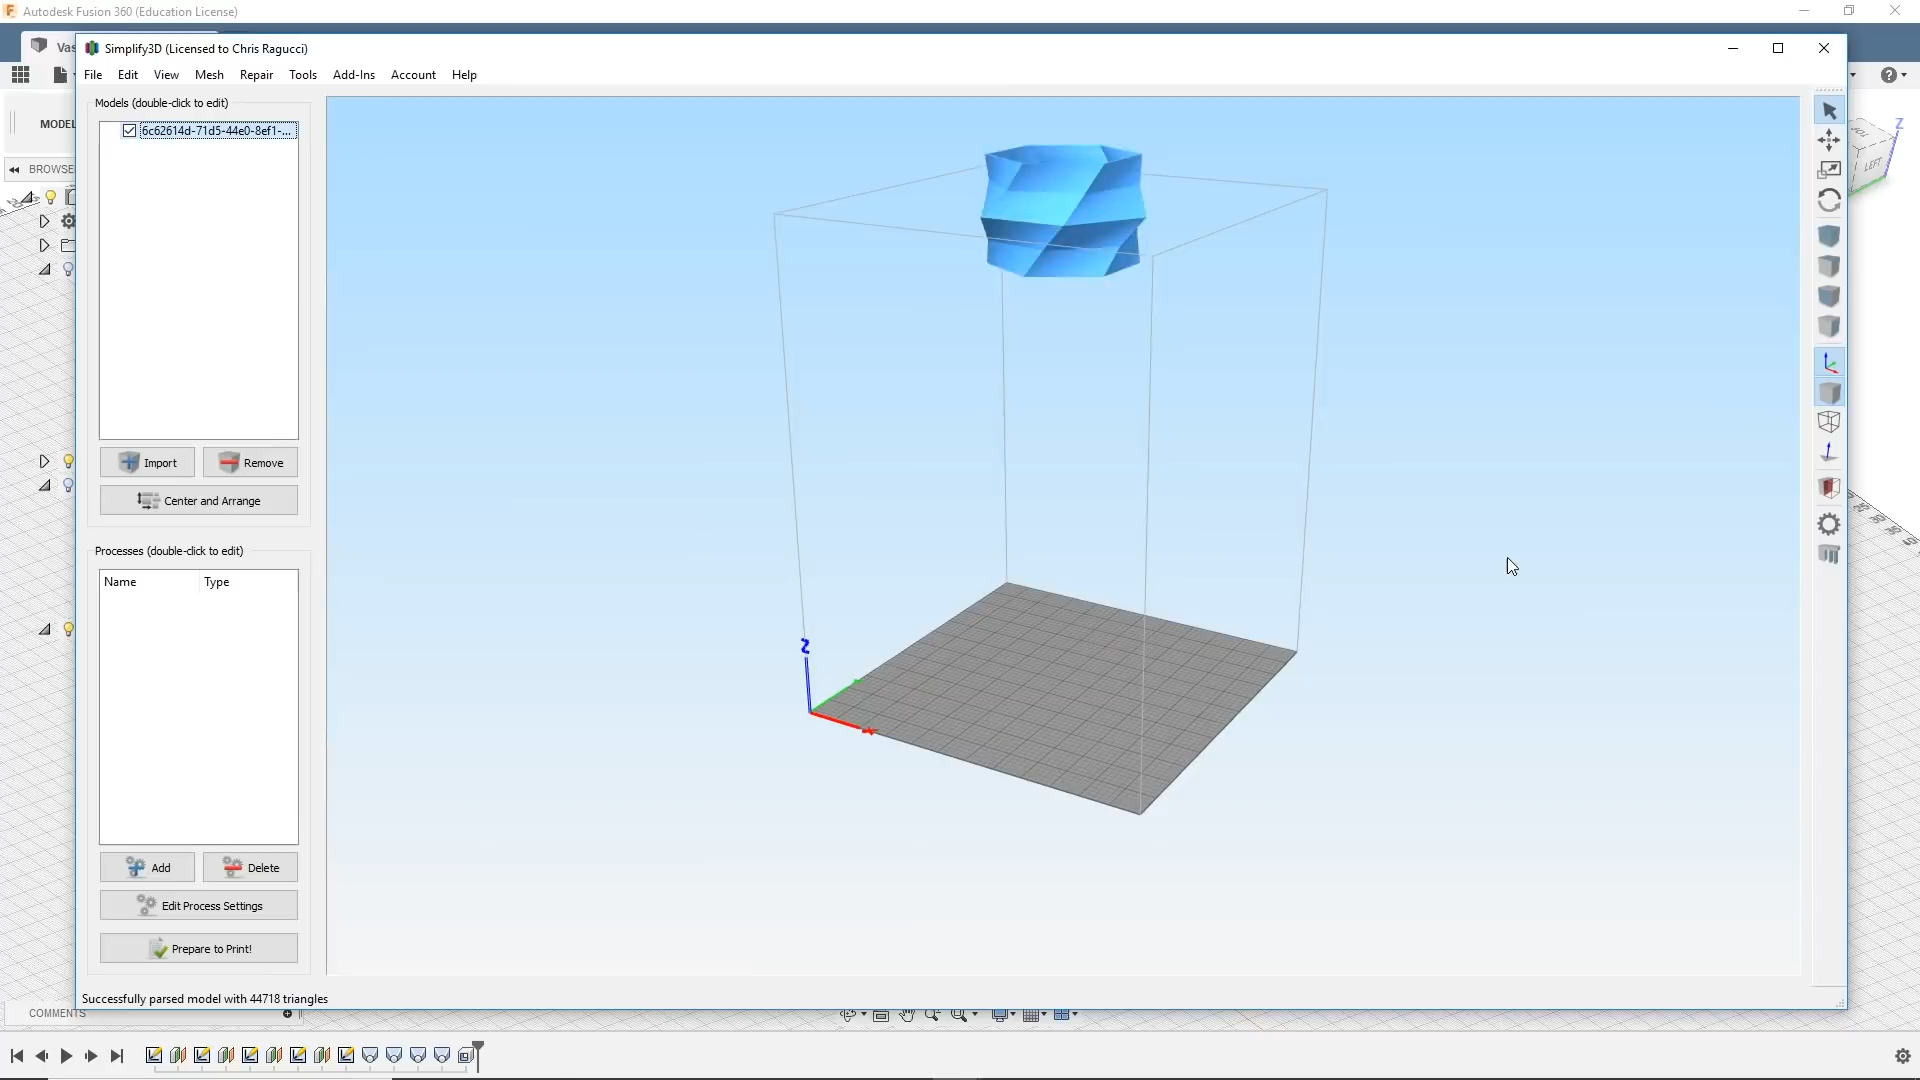 Autodesk Fusion 360 (Education License)
Vas
Simplify3D (Licensed to Chris Ragucci)
File Edit View Mesh Repair Tools Add-Ins Account Help
Models (double-click to edit)
MODEL
6c62614d-71d5-44e0-8ef1-...
BROWSE
Z
TOP
LEFT
Import
Remove
Center and Arrange
Processes (double-click to edit)
Name Type
Z
Add
Delete
Edit Process Settings
Prepare to Print!
Successfully parsed model with 44718 triangles
COMMENTS